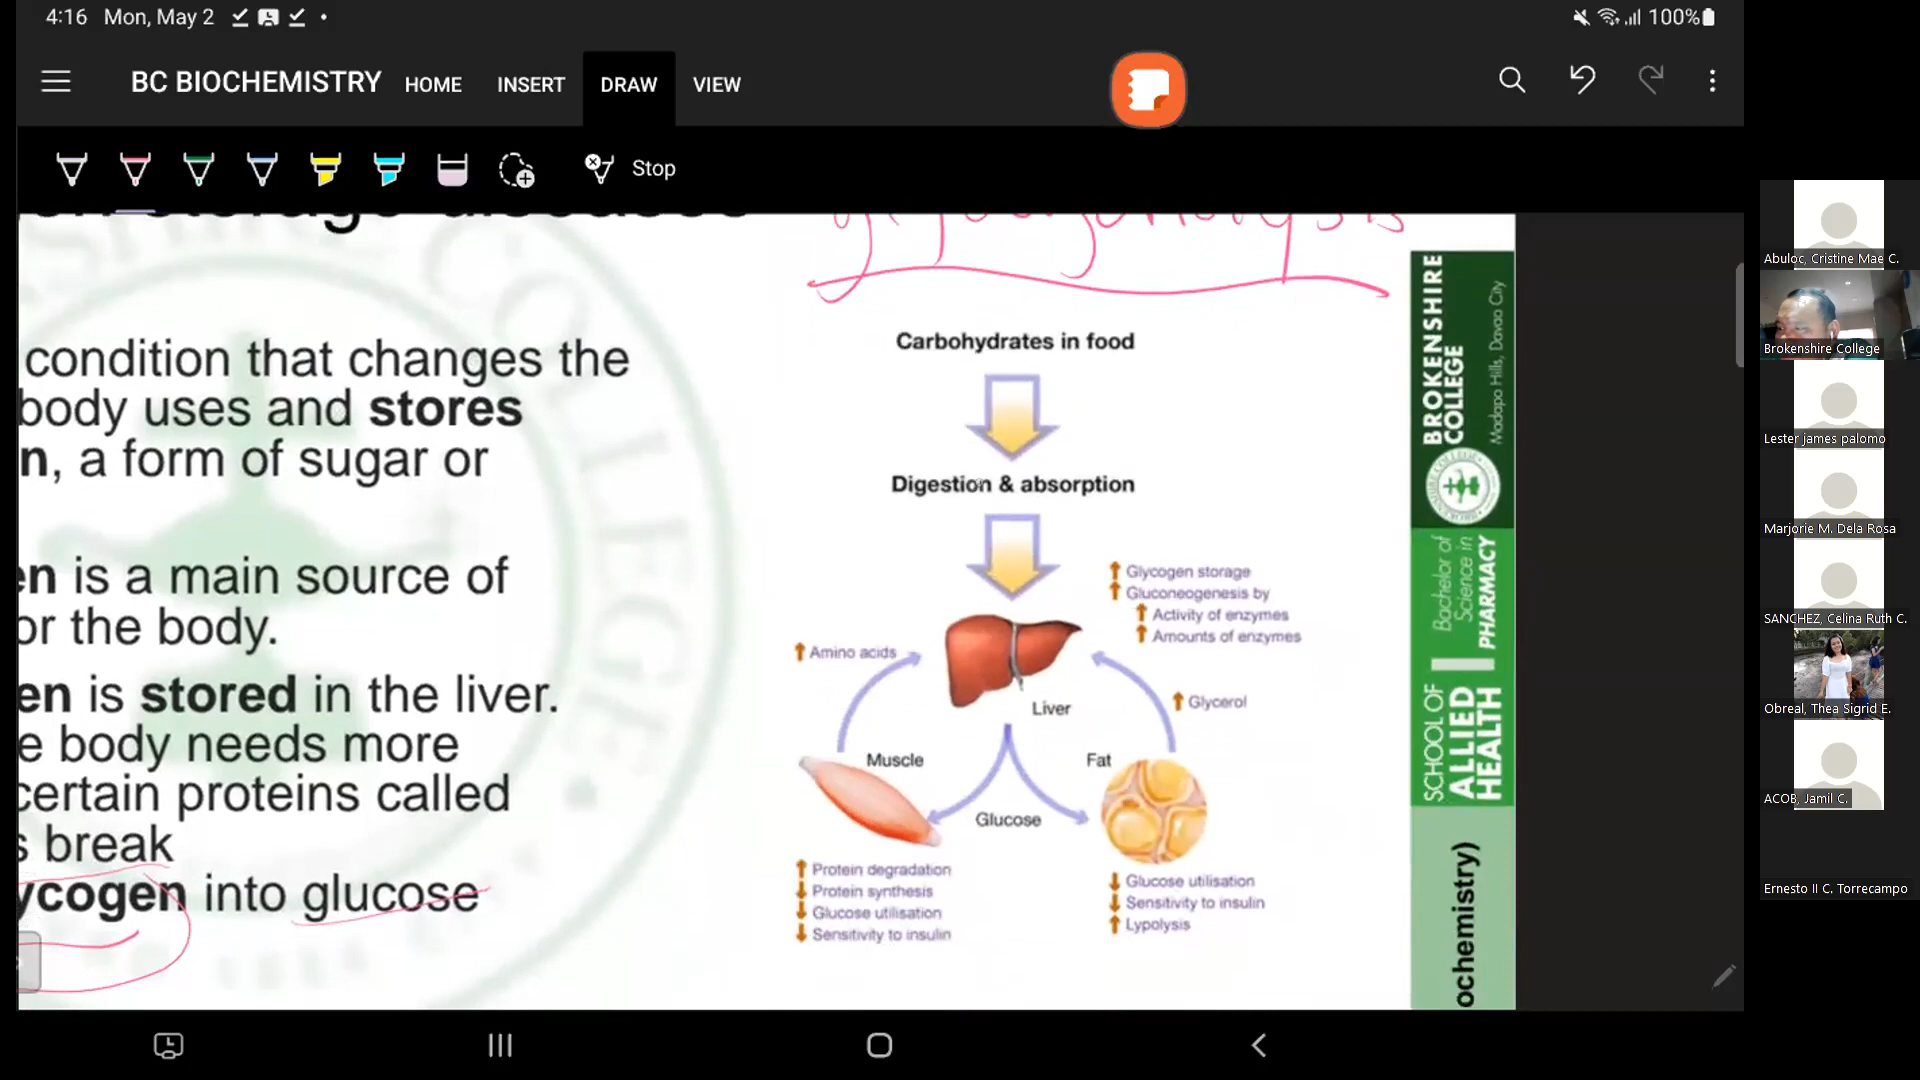 4:16 Mon, May 2
100%
BC BIOCHEMISTRY HOME INSERT DRAW VIEW
Stop
storage
condition that changes the
body uses and stores
n, a form of sugar or
en is a main source of
or the body.
en is stored in the liver.
e body needs more
certain proteins called
s break
ycogen into glucose
Carbohydrates in food
Digestion & absorption
Glycogen storage
Gluconeogenesis by
Activity of enzymes
Amounts of enzymes
Amino acids
Glycerol
Liver
Muscle
Fat
Glucose
Protein degradation
Protein synthesis
Glucose utilisation
Sensitivity to insulin
Glucose utilisation
Sensitivity to insulin
Lypolysis
BROKENSHIRE
COLLEGE
Madapo Hills, Davao City
Bachelor of
Science in
PHARMACY
SCHOOL OF
ALLIED
HEALTH
ochemistry)
Abuloc, Cristine Mae C.
Brokenshire College
Lester james palomo
Marjorie M. Dela Rosa
SANCHEZ, Celina Ruth C.
Obreal, Thea Sigrid E.
ACOB, Jamil C.
Ernesto II C. Torrecampo